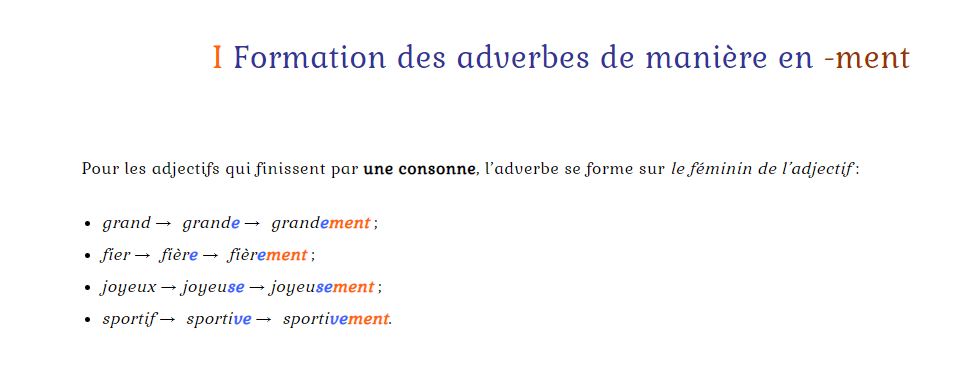 I Formation des adverbes de manière en -ment
Pour les adjectifs qui finissent par une consonne, l'adverbe se forme sur le féminin de l'adjectif :
• grand → grande → grandement ;
• fier → fière → fièrement ;
• joyeux → joyeuse → joyeusement ;
• sportif → sportive → sportivement.